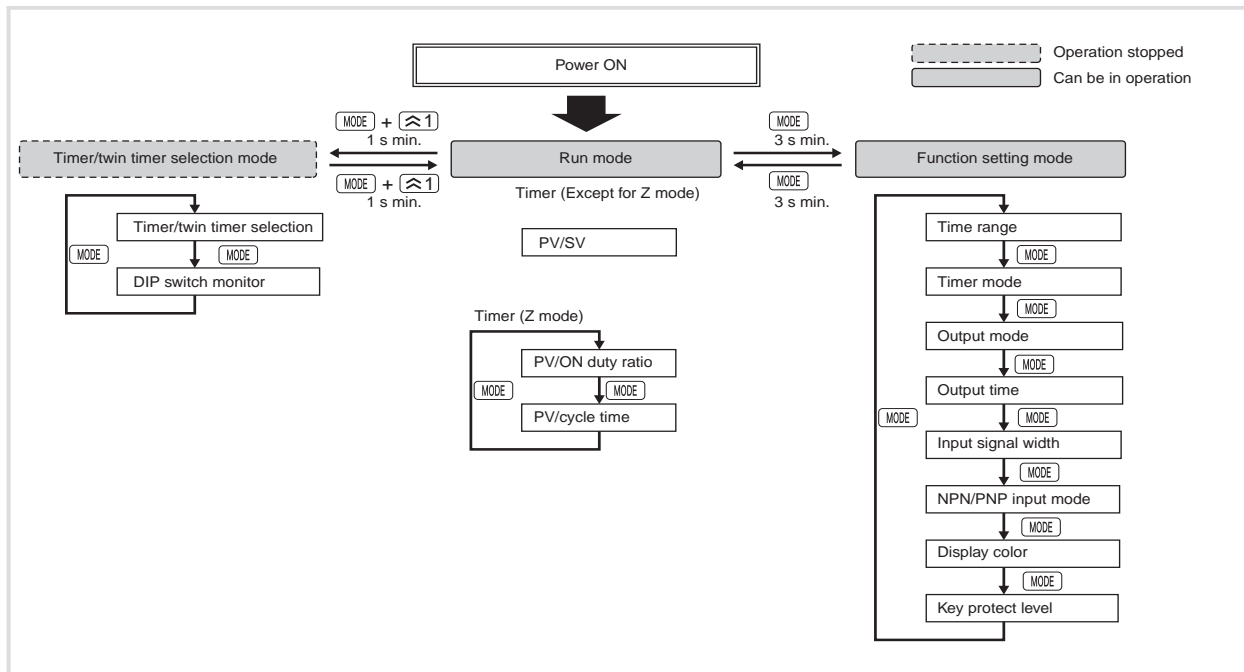 Power ON
Operation stopped
Can be in operation
MODE + 1
1 s min.
MODE
3 s min.
Timer/twin timer selection mode
Run mode
Function setting mode
MODE + 1
1 s min.
MODE
3 s min.
Timer (Except for Z mode)
PV/SV
Timer/twin timer selection
MODE
MODE
DIP switch monitor
Timer (Z mode)
PV/ON duty ratio
MODE
MODE
PV/cycle time
Time range
MODE
Timer mode
MODE
Output mode
MODE
Output time
MODE
MODE
Input signal width
MODE
NPN/PNP input mode
MODE
Display color
MODE
Key protect level